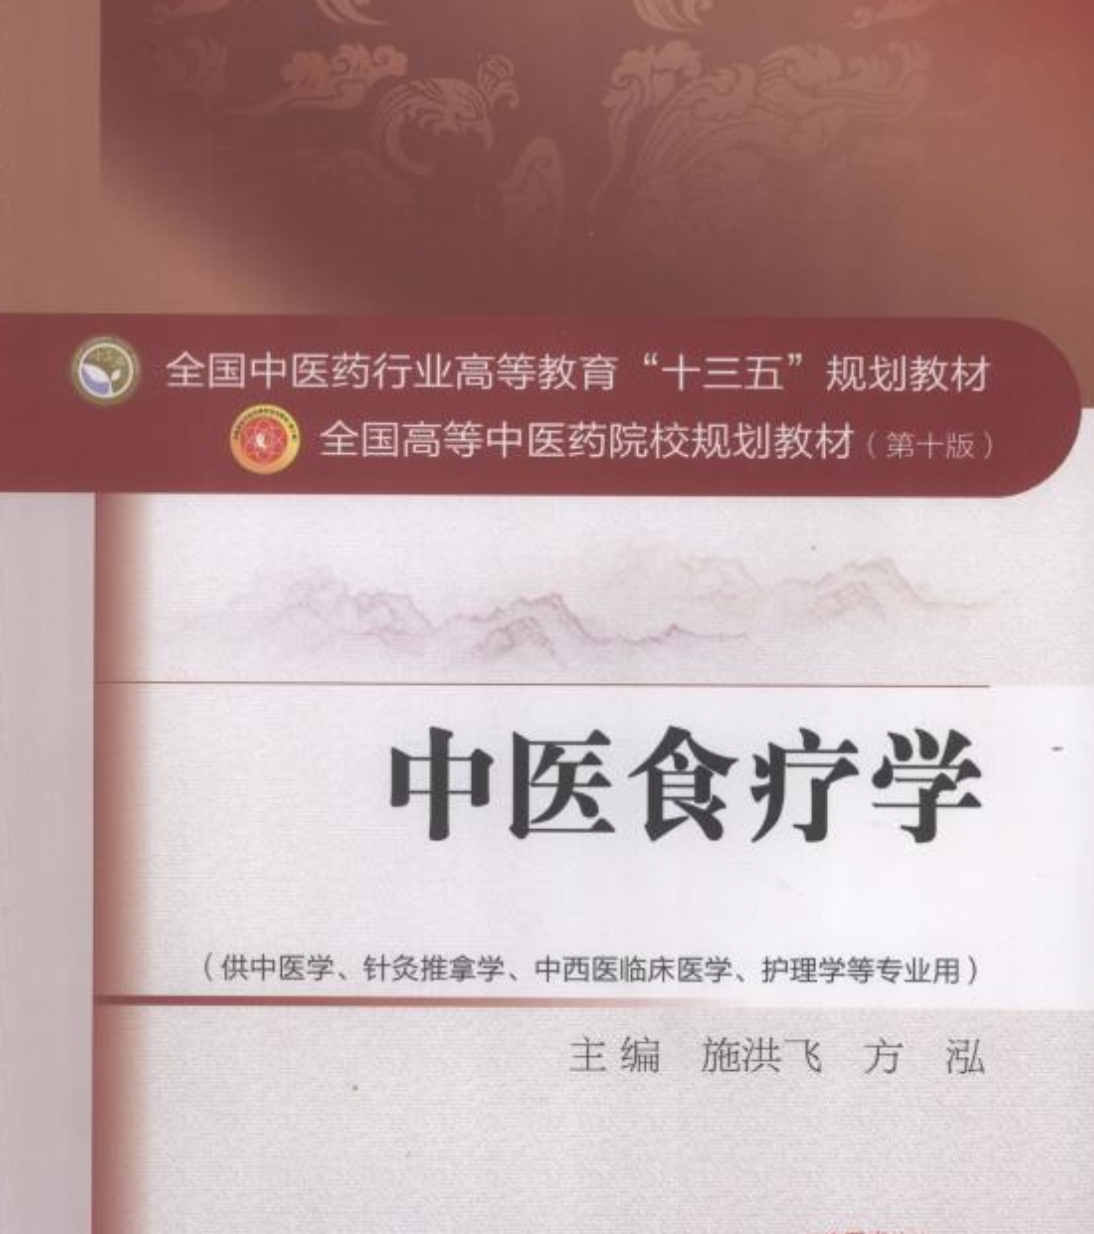 全国中医药行业高等教育“十三五”规划教材
全国高等中医药院校规划教材（第十版）
中医食疗学
（供中医学、针灸推拿学、中西医临床医学、护理学等专业用）
主编 施洪飞 方泓